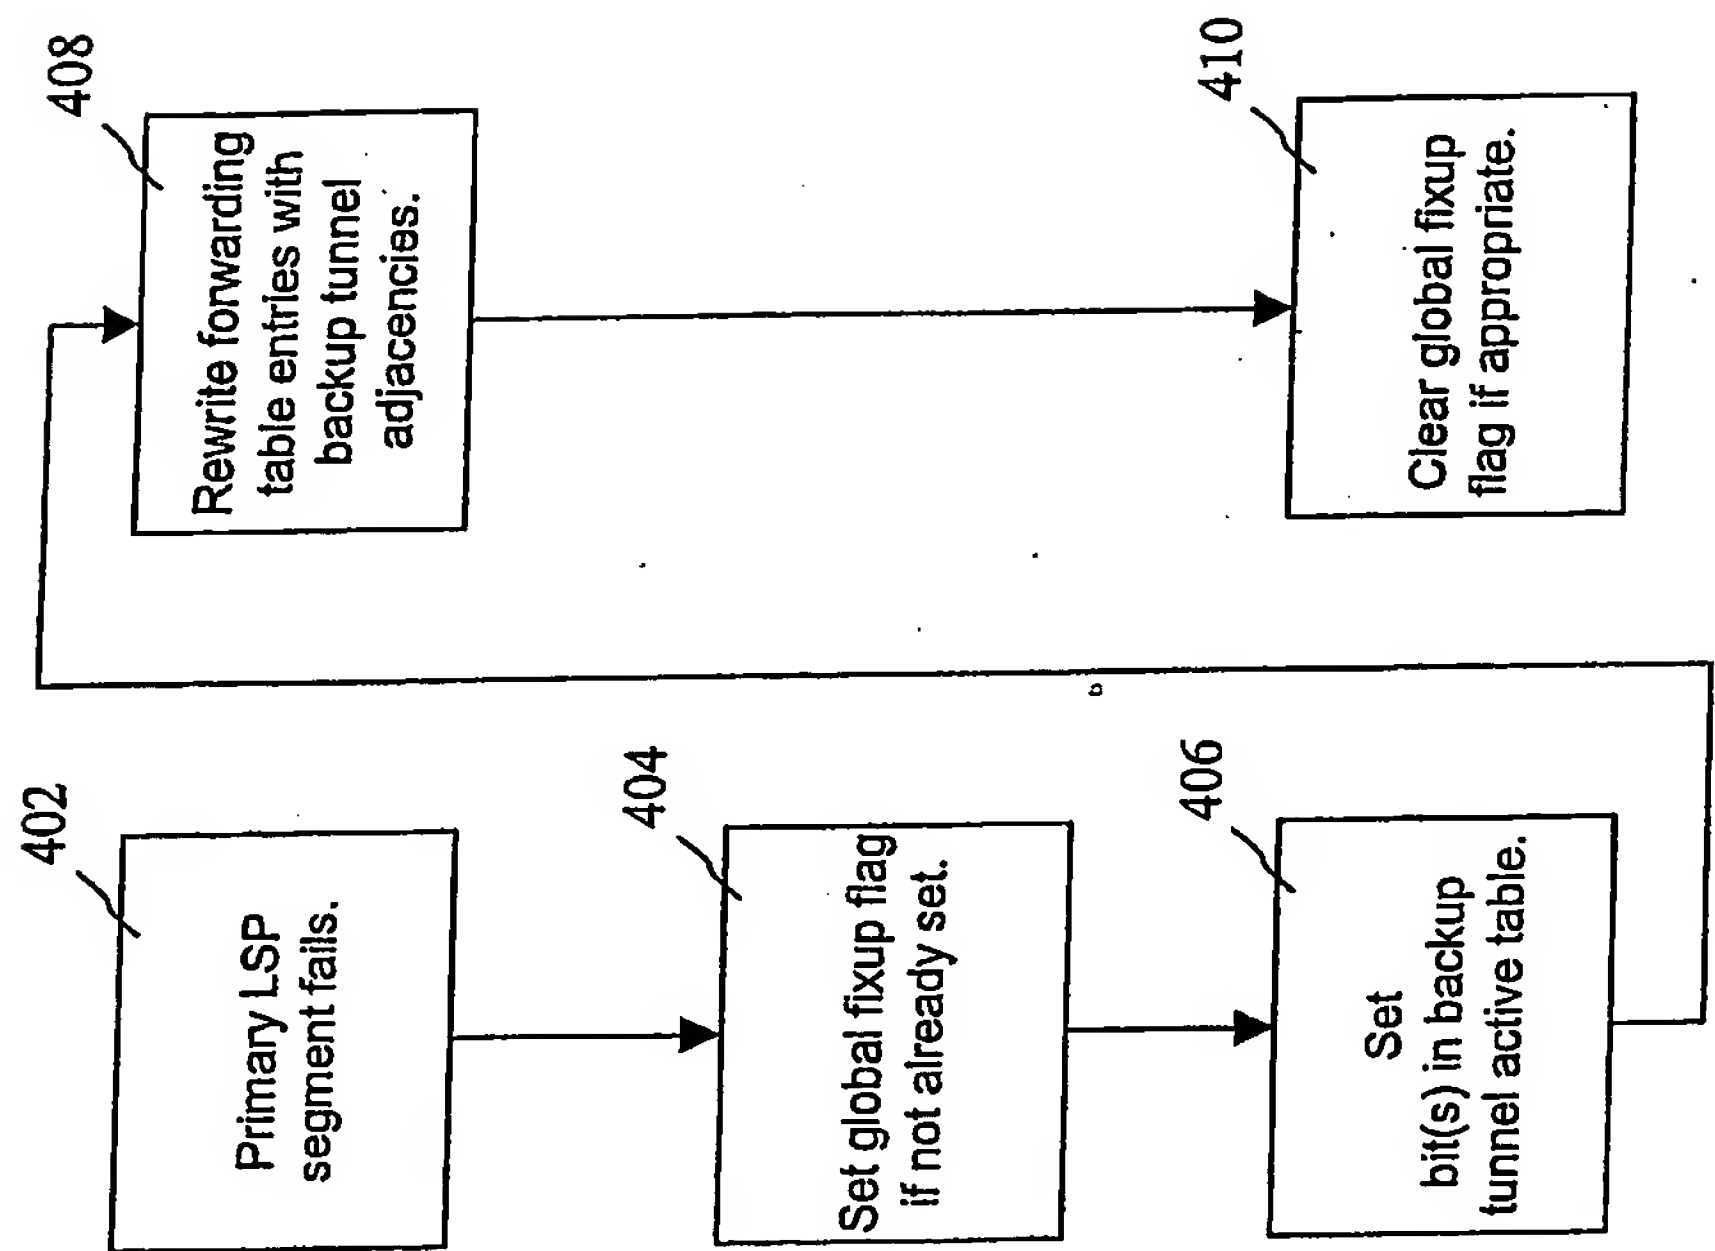 402
Primary LSP
segment fails.
404
Set global fixup flag
if not already set.
406
Set
bit(s) in backup
tunnel active table.
408
Rewrite forwarding
table entries with
backup tunnel
adjacencies.
410
Clear global fixup
flag if appropriate.